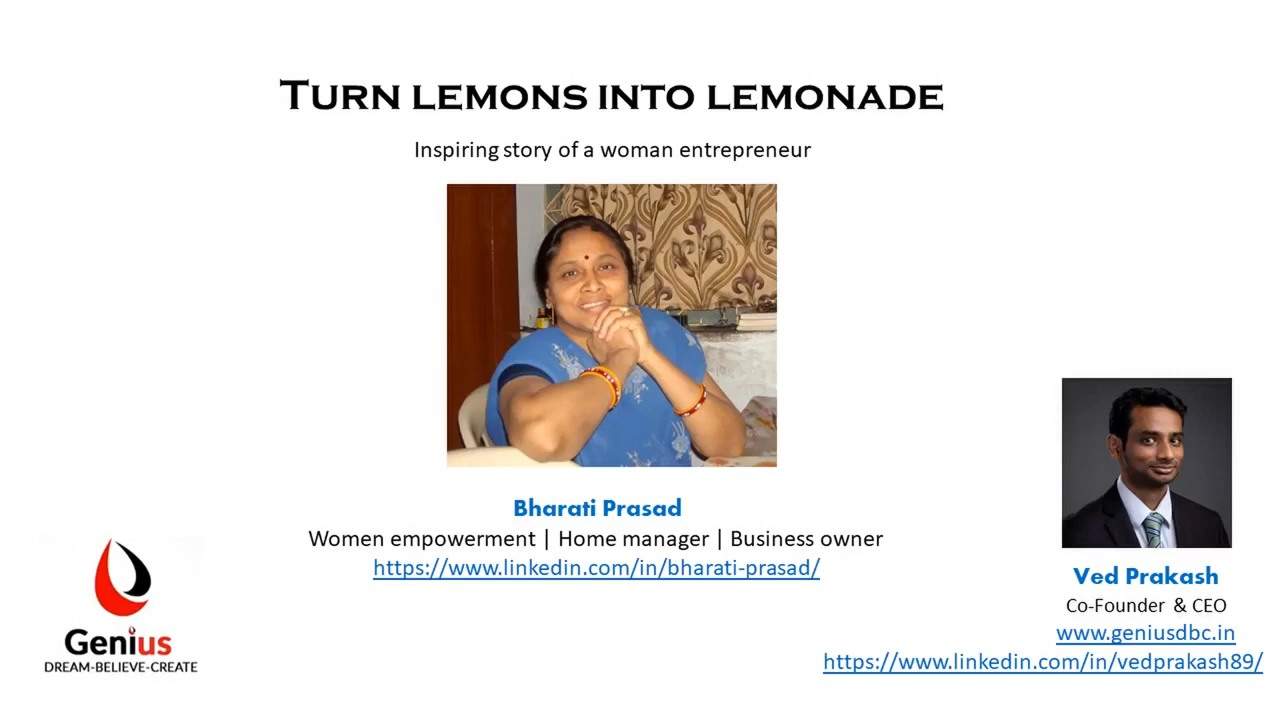 TURN LEMONS INTO LEMONADE
Inspiring story of a woman entrepreneur
Bharati Prasad
Women empowerment | Home manager | Business owner
https://www.linkedin.com/in/bharati-prasad/
Genius
DREAM-BELIEVE-CREATE
Ved Prakash
Co-Founder & CEO
www.geniusdbc.in
https://www.linkedin.com/in/vedprakash89/